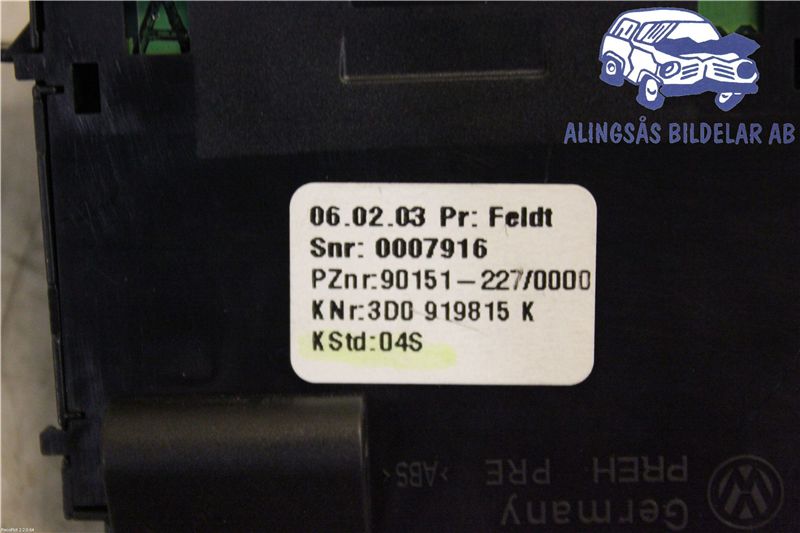 ALINGSÅS BILDELAR AB
06.02.03 Pr: Feldt
Snr: 0007916
PZnr:90151-227/0000
KNr:3D0 919815 K
KStd:04S
PREH PRE >ABS<
Germany